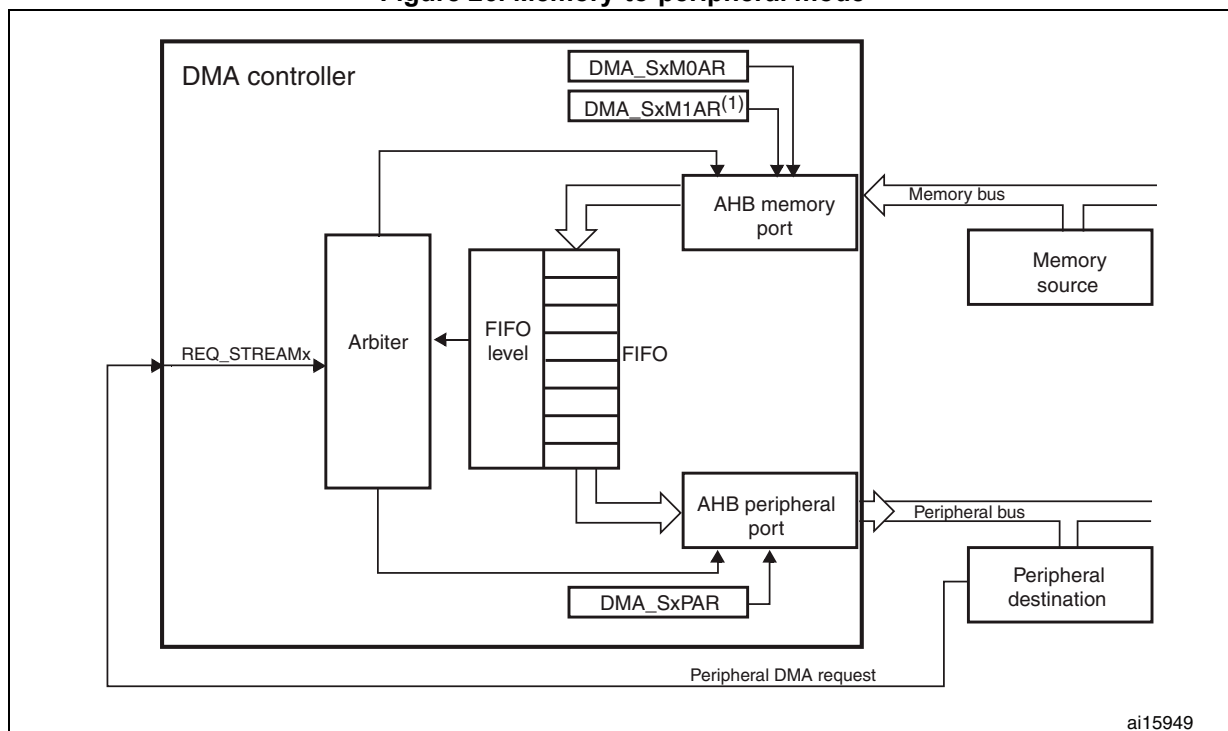 DMA controller
DMA_SxM0AR
DMA_SxM1AR(1)
AHB memory
port
Memory bus
Memory
source
REQ_STREAMx
Arbiter
FIFO
level
FIFO
AHB peripheral
port
Peripheral bus
DMA_SxPAR
Peripheral
destination
Peripheral DMA request
ai15949